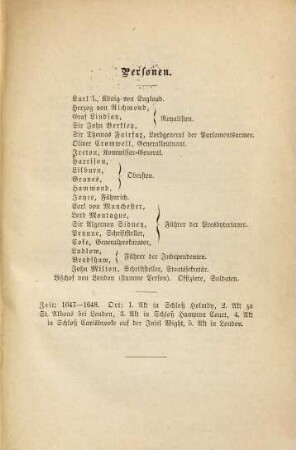 Personen.
Karl I., König von England.
Herzog von Richmond,
Graf Lindsay,
Sir John Berkley,
Royalisten.
Sir Thomas Fairfax, Lordgeneral der Parlamentsarmee.
Oliver Cromwell, Generalleutnant.
Ireton, Kommissar-General.
Harrison,
Lilburn,
Graves,
Hammond,
Obersten.
Joyce, Fähnrich.
Earl von Manchester,
Lord Montague,
Sir Algernon Sidney,
Prynne, Schriftsteller,
Coke, Generalprokurator,
Führer der Presbyterianer.
Ludlow,
Bradshaw,
Führer der Independenten.
John Milton, Schriftsteller, Staatssekretär.
Bischof von London (stumme Person). Offiziere, Soldaten.
Zeit: 1647—1648. Ort: 1. Akt in Schloß Holmby, 2. Akt zu
St. Albans bei London, 3. Akt in Schloß Hampton Court, 4. Akt
in Schloß Carisbrooke auf der Insel Wight, 5. Akt in London.